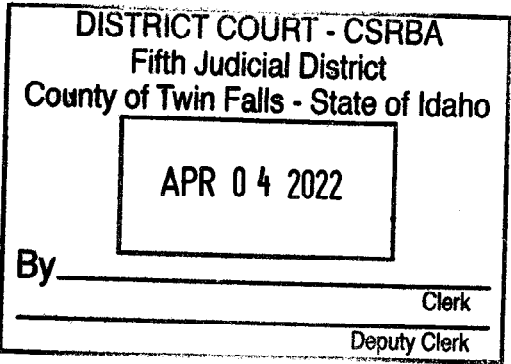 DISTRICT COURT - CSRBA
Fifth Judicial District
County of Twin Falls - State of Idaho
APR 04 2022
By
Clerk
Deputy Clerk